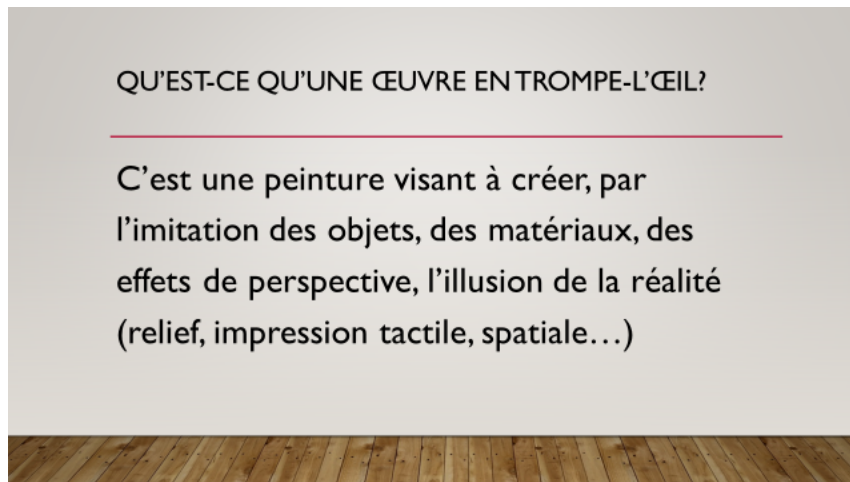 QU’EST-CE QU’UNE ŒUVRE EN TROMPE-L’ŒIL?
C’est une peinture visant à créer, par
l’imitation des objets, des matériaux, des
effets de perspective, l’illusion de la réalité
(relief, impression tactile, spatiale…)